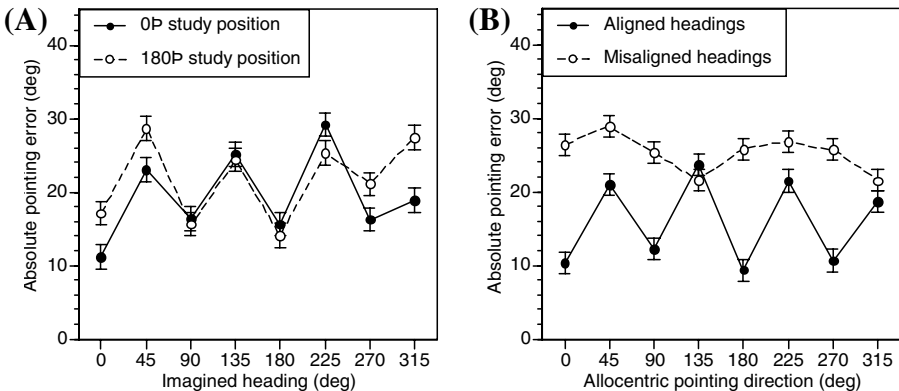 (A)
0Þ study position
180Þ study position
Absolute pointing error (deg)
40
30
20
10
0
0 45 90 135 180 225 270 315
Imagined heading (deg)
(B)
Aligned headings
Misaligned headings
Absolute pointing error (deg)
40
30
20
10
0
0 45 90 135 180 225 270 315
Allocentric pointing direction (deg)